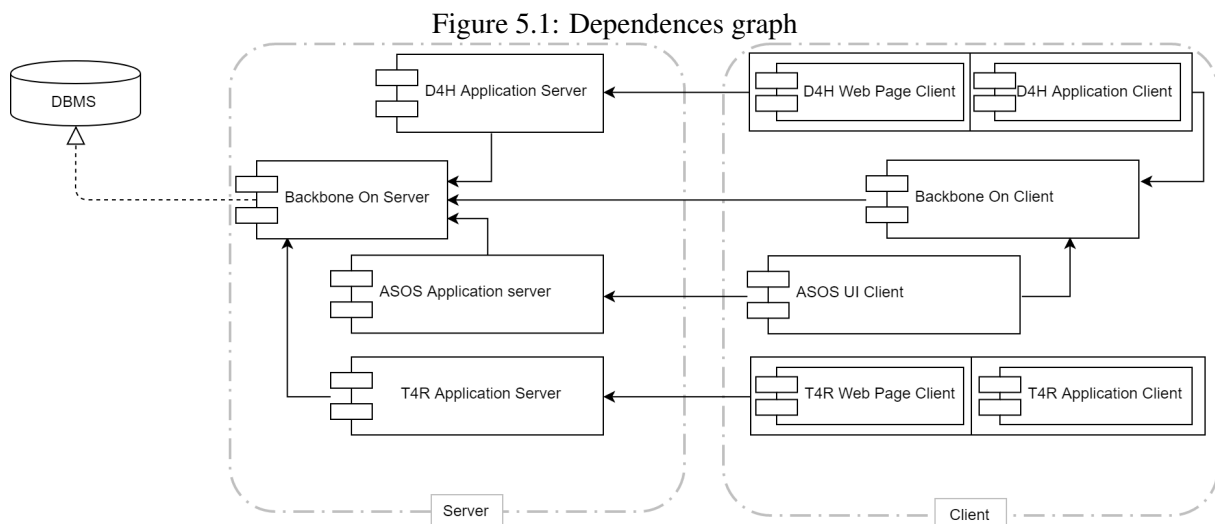 Figure 5.1: Dependences graph
DBMS
D4H Application Server
D4H Web Page Client
D4H Application Client
Backbone On Server
Backbone On Client
ASOS Application server
ASOS UI Client
T4R Application Server
T4R Web Page Client
T4R Application Client
Server
Client